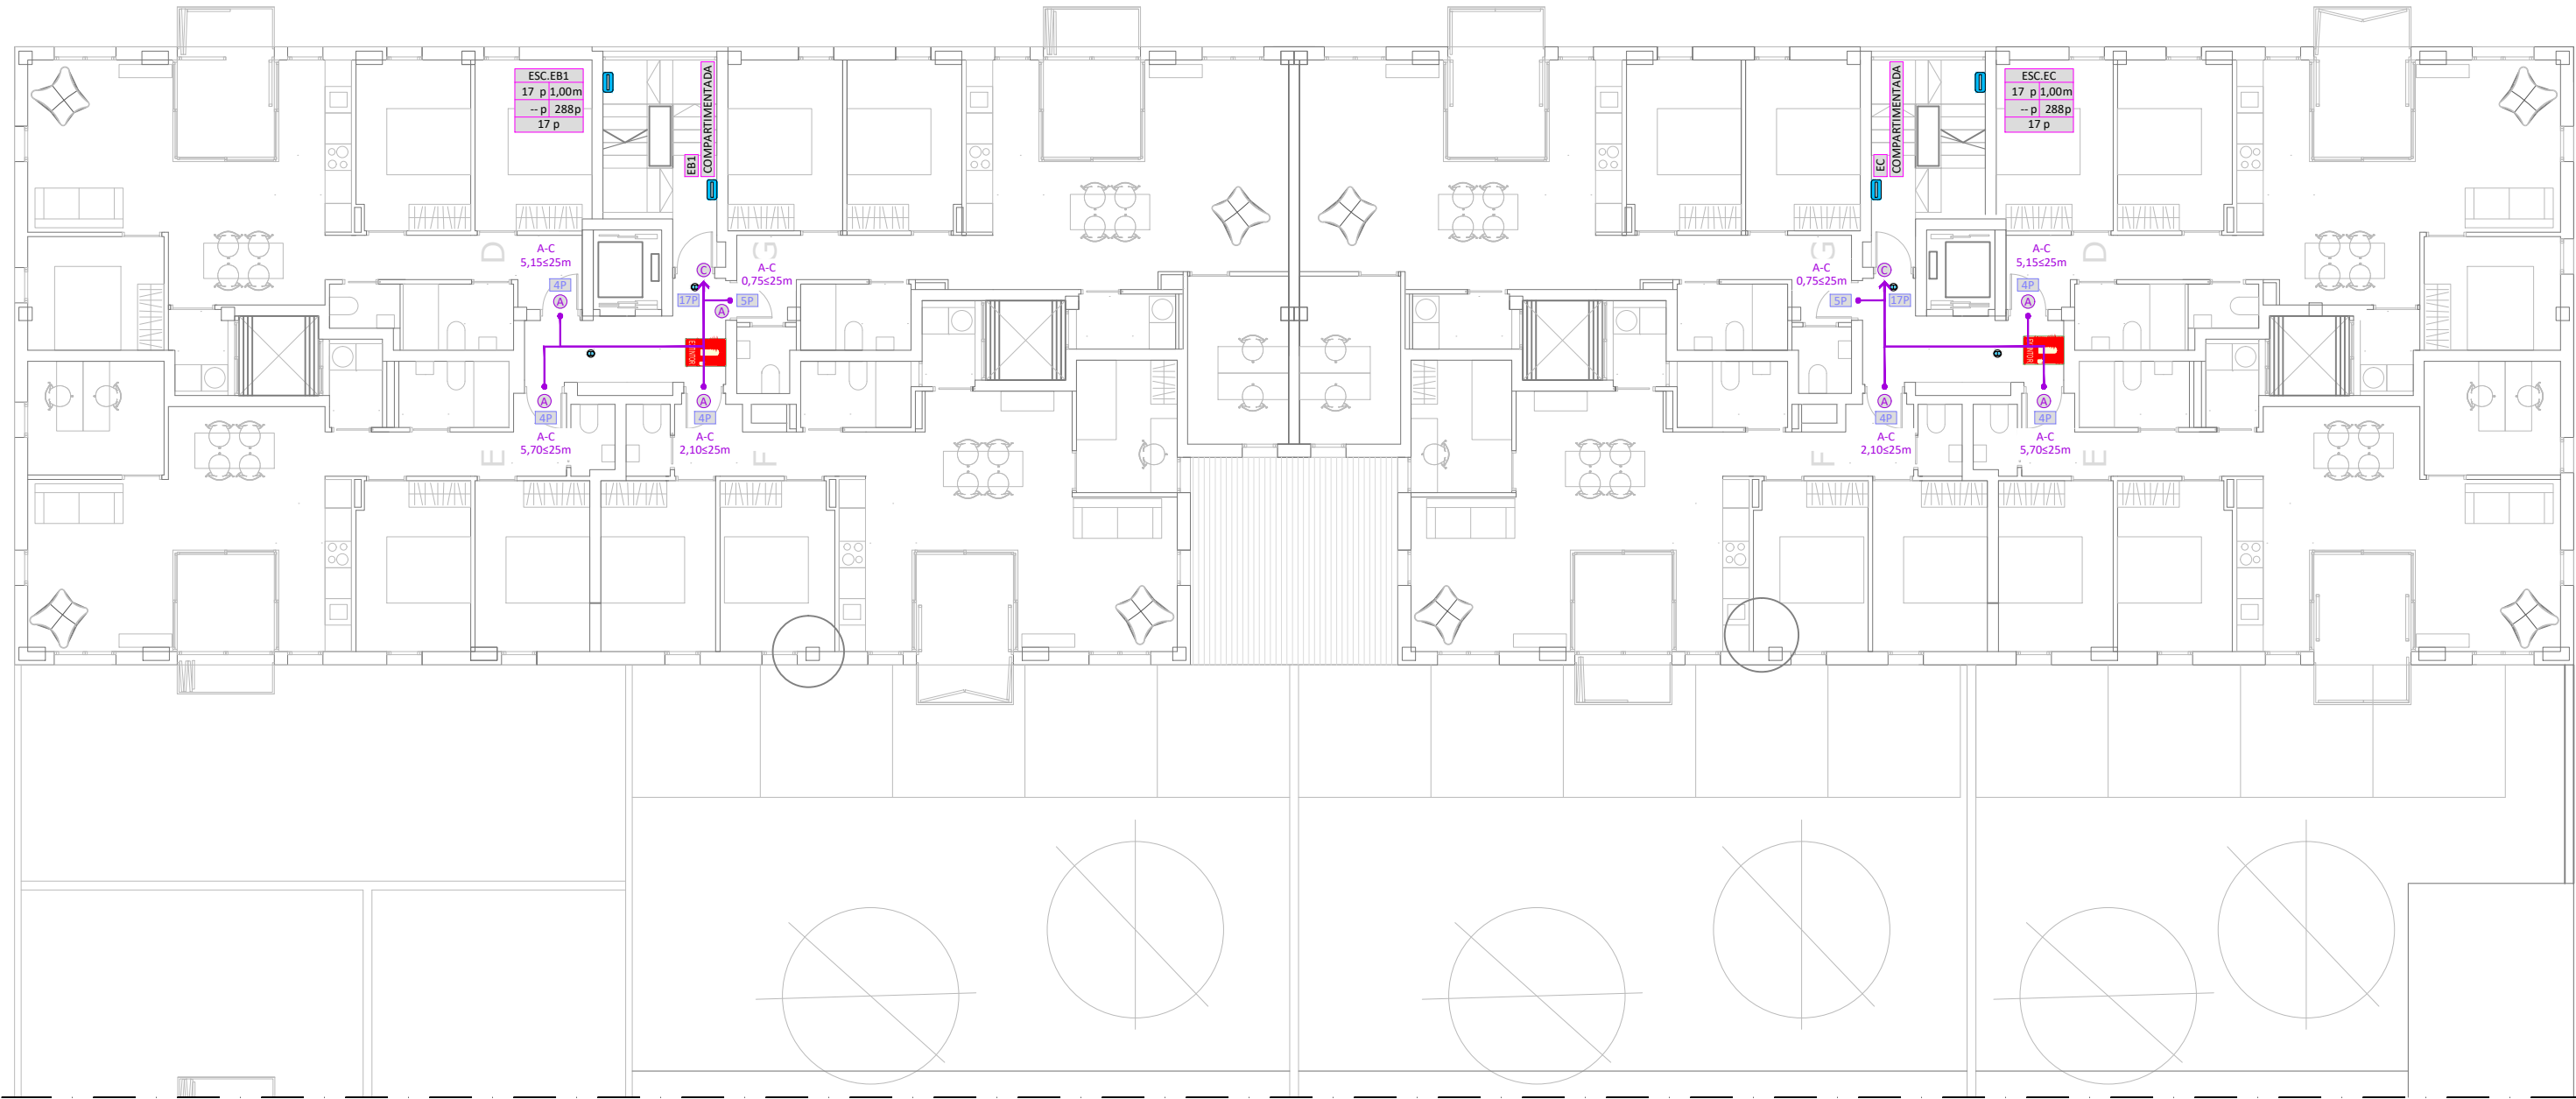 ESC.EB1
17 p 1,00m
-- p 288p
17 p
EB1
COMPARTIMENTADA
D
A-C
5,15≤25m
4P
A
C
17P
G
A-C
0,75≤25m
5P
A
EXTINTOR
A
4P
A-C
5,70≤25m
E
A
4P
A-C
2,10≤25m
F
ESC.EC
17 p 1,00m
-- p 288p
17 p
EC
COMPARTIMENTADA
G
A-C
0,75≤25m
5P
C
17P
D
A-C
5,15≤25m
4P
A
A
4P
A-C
2,10≤25m
F
A
4P
A-C
5,70≤25m
E